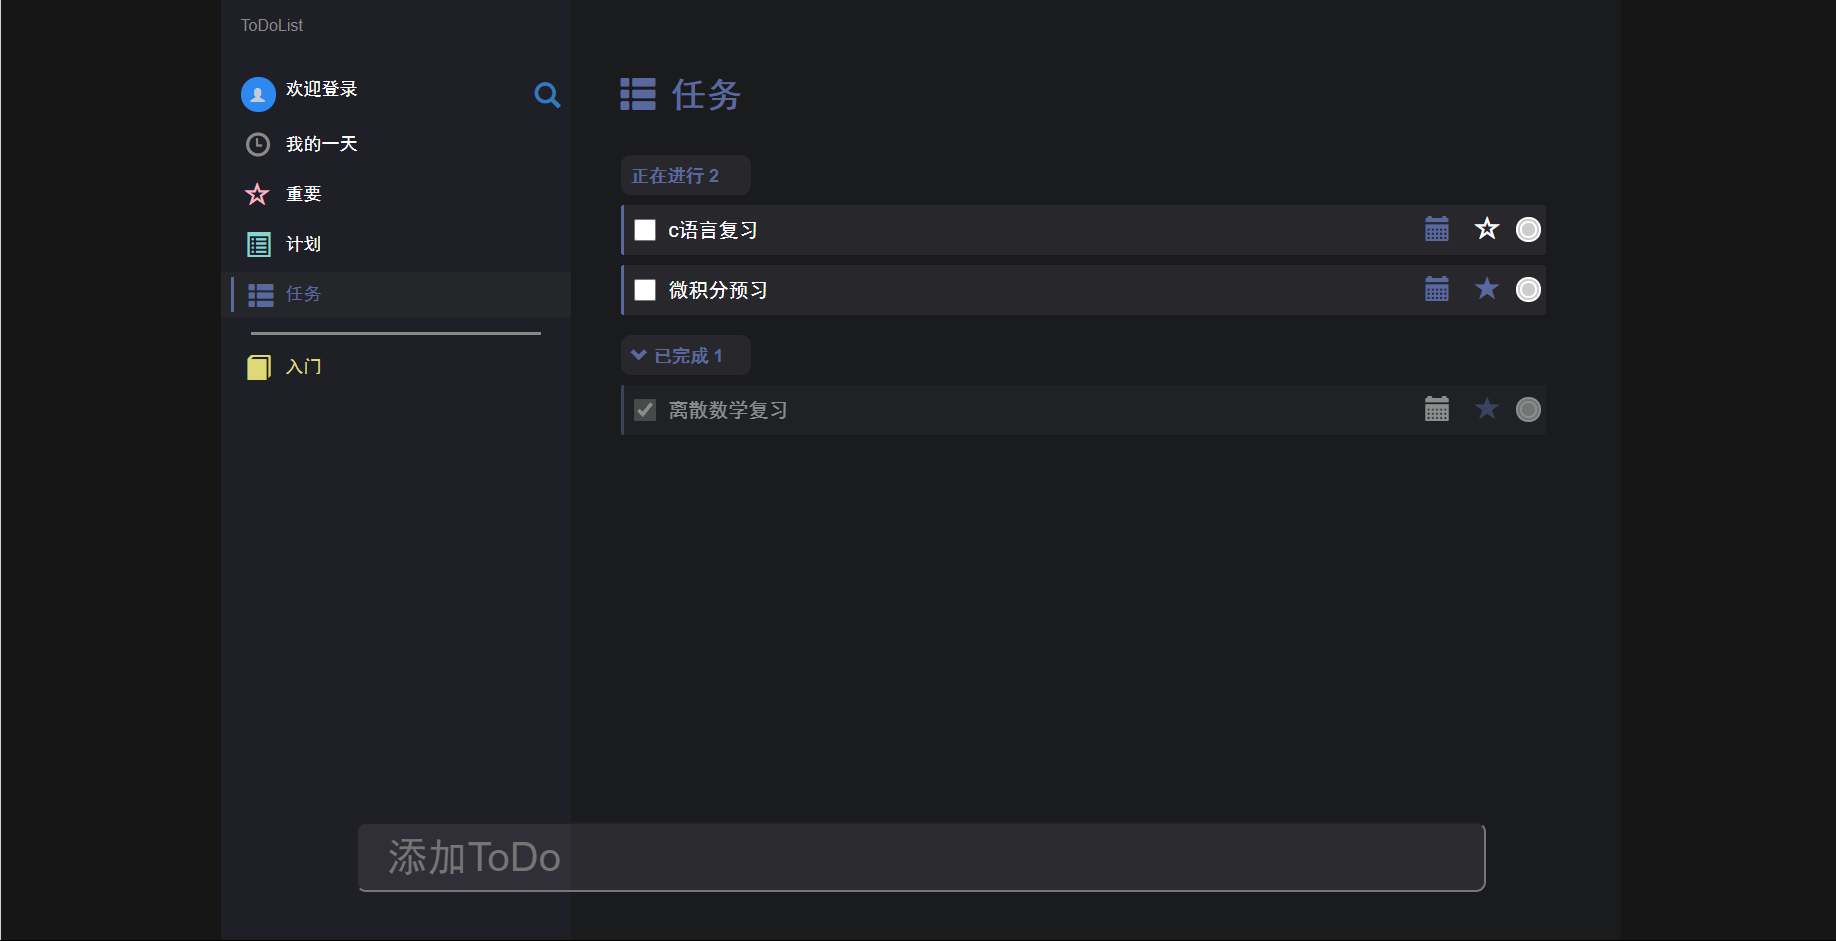 ToDoList
欢迎登录
我的一天
重要
计划
任务
入门
任务
正在进行 2
c语言复习
微积分预习
已完成 1
离散数学复习
添加ToDo